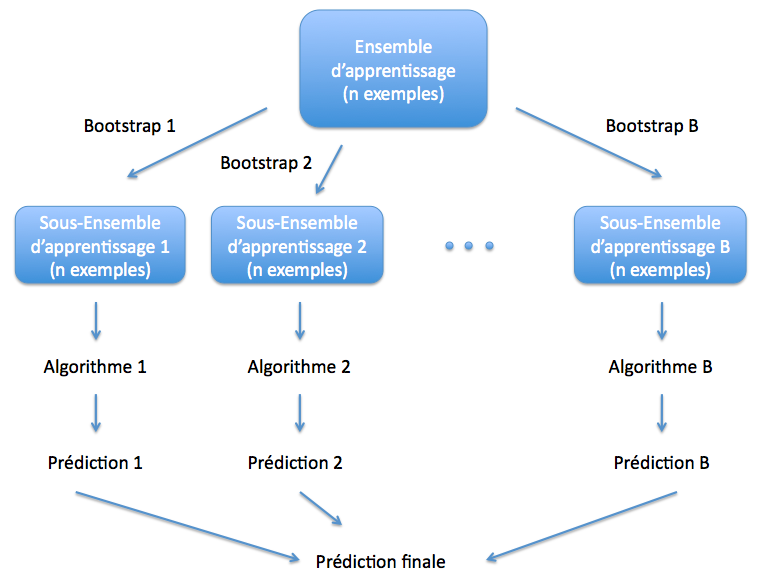 Ensemble
d’apprentissage
(n exemples)
Bootstrap 1
Bootstrap 2
Bootstrap B
Sous-Ensemble
d’apprentissage 1
(n exemples)
Sous-Ensemble
d’apprentissage 2
(n exemples)
Sous-Ensemble
d’apprentissage B
(n exemples)
Algorithme 1
Algorithme 2
Algorithme B
Prédiction 1
Prédiction 2
Prédiction B
Prédiction finale